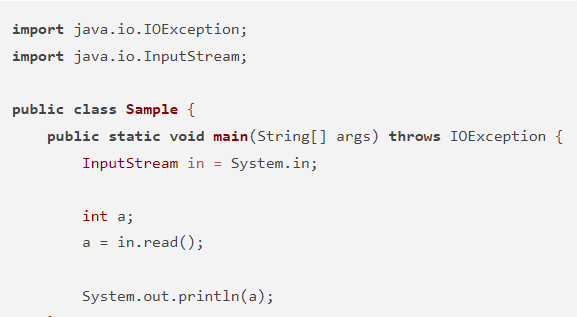 import java.io.IOException;
import java.io.InputStream;
public class Sample {
public static void main(String[] args) throws IOException {
InputStream in = System.in;
int a;
a = in.read();
System.out.println(a);